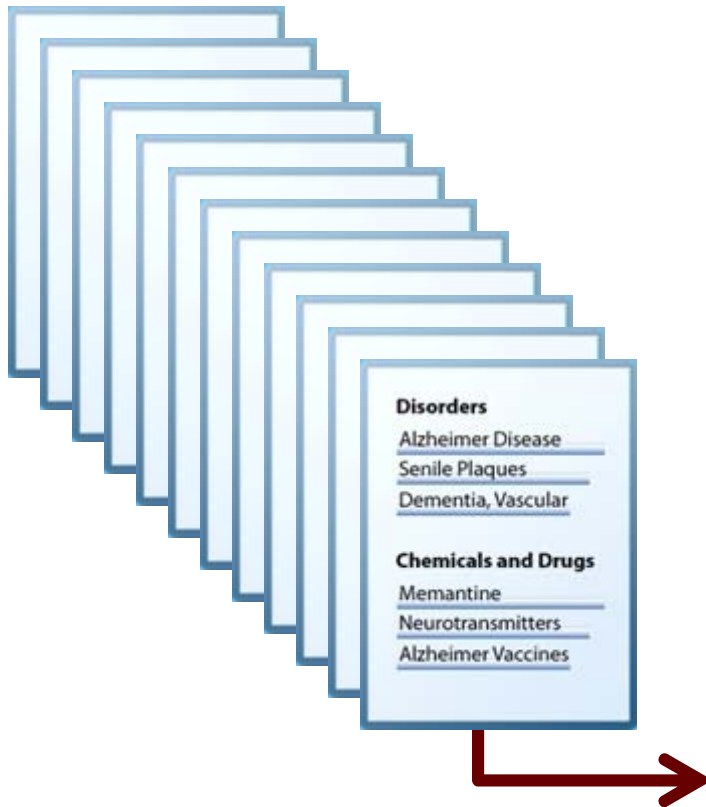 Disorders
Alzheimer Disease
Senile Plaques
Dementia, Vascular
Chemicals and Drugs
Memantine
Neurotransmitters
Alzheimer Vaccines